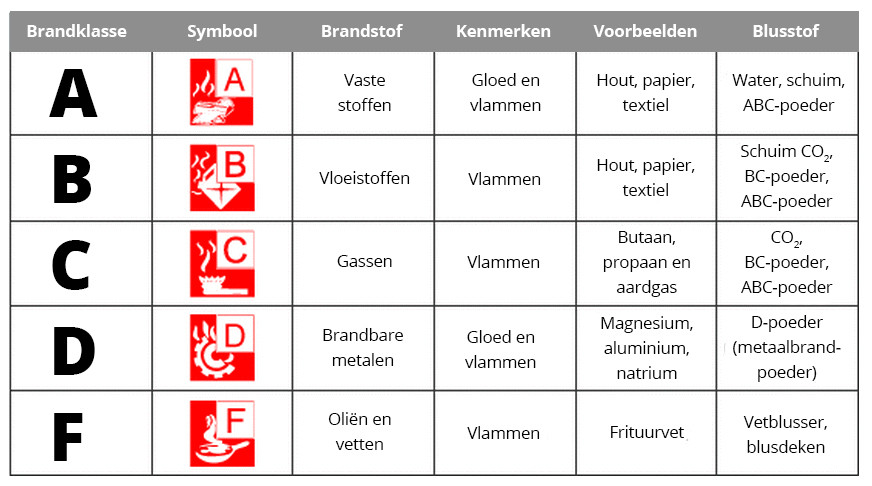 Brandklasse Symbool Brandstof Kenmerken Voorbeelden Blusstof
A
A
Vaste
stoffen
Gloed en
vlammen
Hout, papier,
textiel
Water, schuim,
ABC-poeder
B
B
Vloeistoffen
Vlammen
Hout, papier,
textiel
Schuim CO₂,
BC-poeder,
ABC-poeder
C
C
Gassen
Vlammen
Butaan,
propaan en
aardgas
CO₂,
BC-poeder,
ABC-poeder
D
D
Brandbare
metalen
Gloed en
vlammen
Magnesium,
aluminium,
natrium
D-poeder
(metaalbrand-
poeder)
F
F
Oliën en
vetten
Vlammen
Frituurvet
Vetblusser,
blusdeken